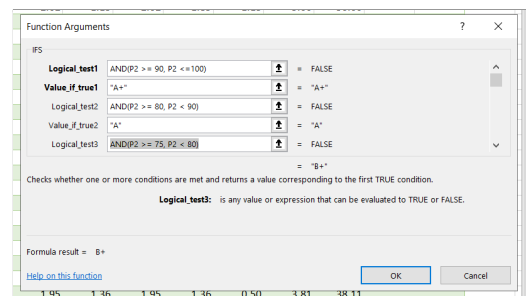 Function Arguments ? ×
IFS
Logical_test1 AND(P2 >= 90, P2 <=100) = FALSE
Value_if_true1 "A+" = "A+"
Logical_test2 AND(P2 >= 80, P2 < 90) = FALSE
Value_if_true2 "A" = "A"
Logical_test3 AND(P2 >= 75, P2 < 80) = FALSE
= "B+"
Checks whether one or more conditions are met and returns a value corresponding to the first TRUE condition.
Logical_test3: is any value or expression that can be evaluated to TRUE or FALSE.
Formula result = B+
Help on this function OK Cancel
1.95 1.36 1.95 1.36 0.50 3.81 38.11